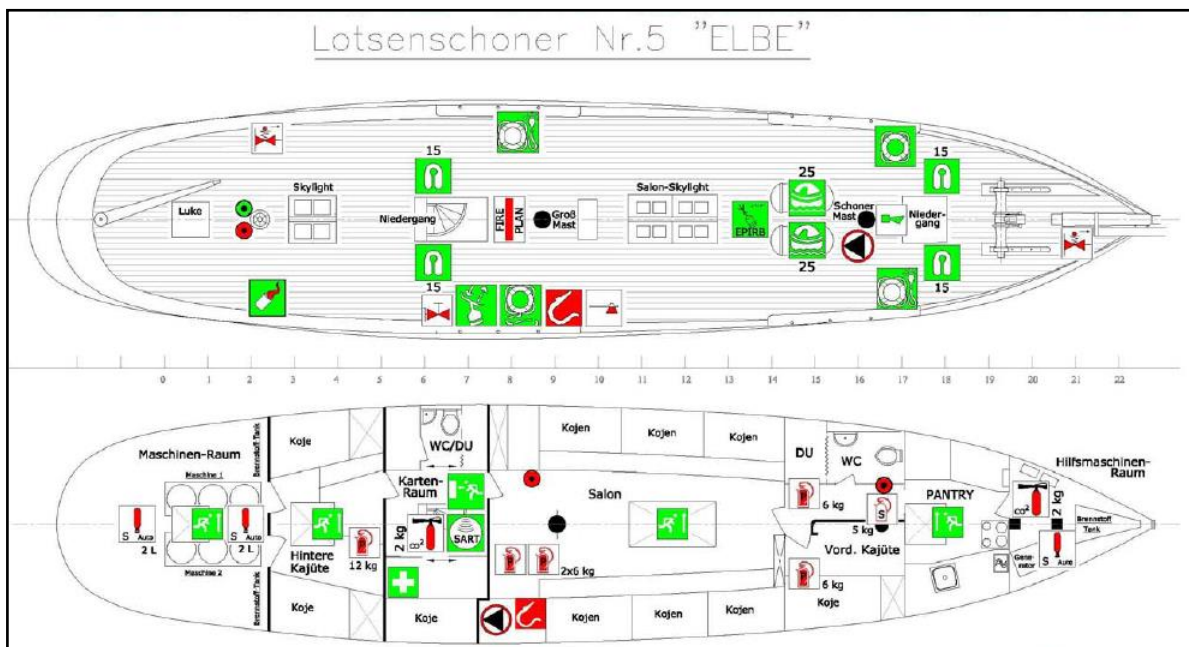 Lotsenschoner Nr.5 "ELBE"
15
15
25
Skylight
Salon-Skylight
Luke
Niedergang
FIRE PLAN
Groß Mast
EPIRB
Schoner Mast
Nieder-
gang
25
15
15
0 1 2 3 4 5 6 7 8 9 10 11 12 13 14 15 16 17 18 19 20 21 22
Maschinen-Raum
Brennstoff Tank
Koje
WC/DU
Kojen
Kojen
Kojen
DU
WC
Hilfsmaschinen-
Raum
Maschine 1
Karten-
Raum
Salon
6 kg
PANTRY
CO2
2 kg
S Auto
2 L
S Auto
2 L
Hintere
Kajüte
12 kg
2 kg
CO2
SART
S
5 kg
Vord. Kajüte
Brennstoff
Tank
Maschine 2
2x6 kg
6 kg
Gene-
rator
S Auto
Brennstoff Tank
Koje
Koje
Kojen
Kojen
Kojen
Koje